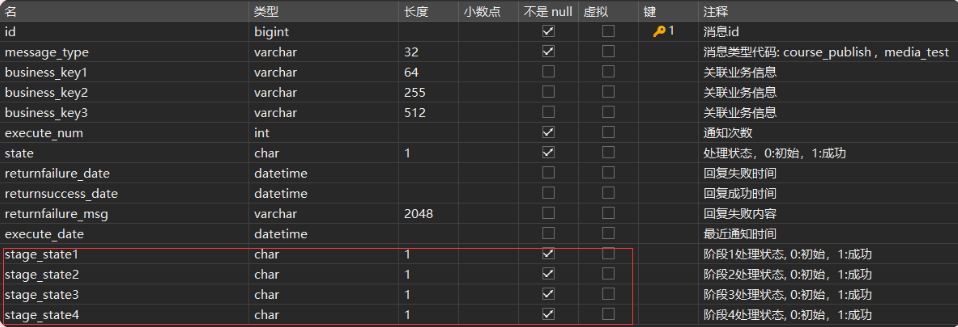 名 类型 长度 小数点 不是 null 虚拟 键 注释
id bigint 1 消息id
message_type varchar 32 消息类型代码: course_publish , media_test
business_key1 varchar 64 关联业务信息
business_key2 varchar 255 关联业务信息
business_key3 varchar 512 关联业务信息
execute_num int 通知次数
state char 1 处理状态，0:初始，1:成功
returnfailure_date datetime 回复失败时间
returnsuccess_date datetime 回复成功时间
returnfailure_msg varchar 2048 回复失败内容
execute_date datetime 最近通知时间
stage_state1 char 1 阶段1处理状态, 0:初始，1:成功
stage_state2 char 1 阶段2处理状态, 0:初始，1:成功
stage_state3 char 1 阶段3处理状态, 0:初始，1:成功
stage_state4 char 1 阶段4处理状态, 0:初始，1:成功